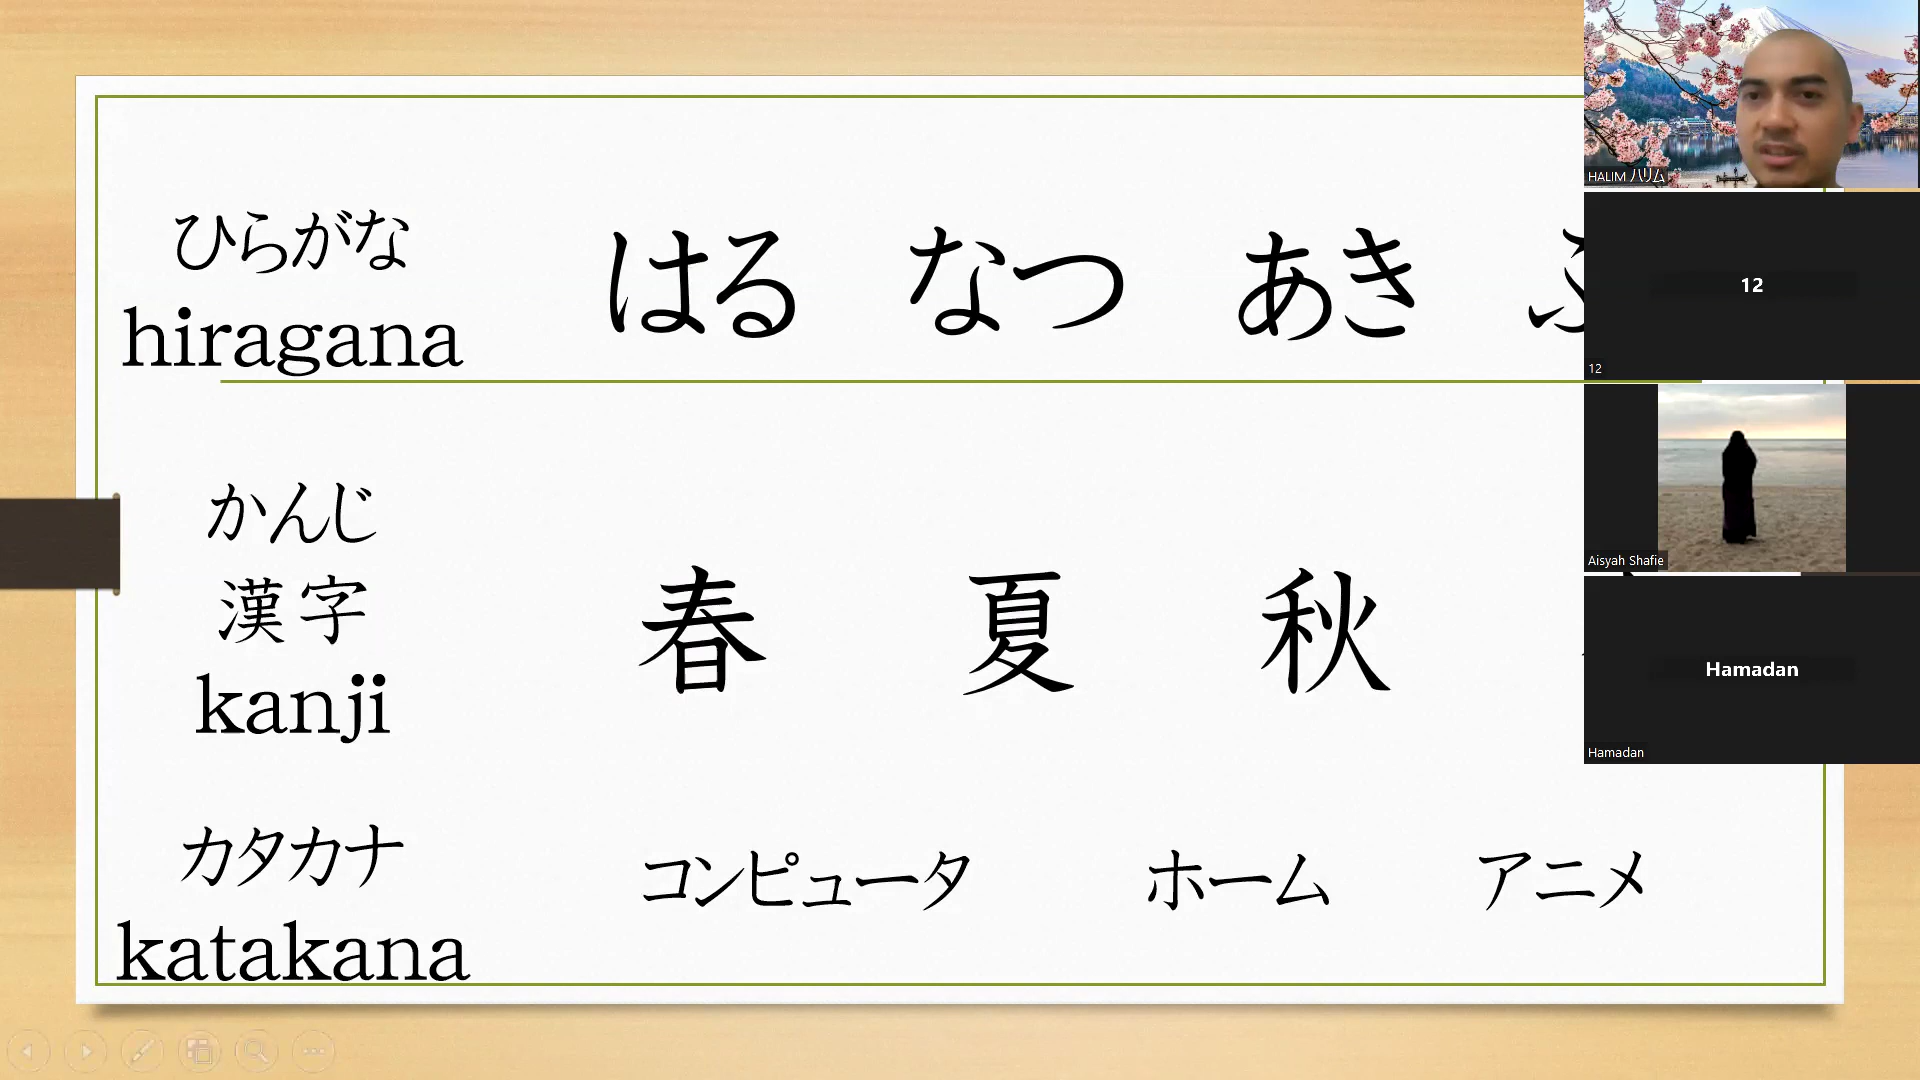 ひらがな
hiragana
はる なつ あき
かんじ
漢字
kanji
春 夏 秋
カタカナ
katakana
コンピュータ ホーム アニメ
HALIM ハリム
12
12
Aisyah Shafie
Hamadan
Hamadan